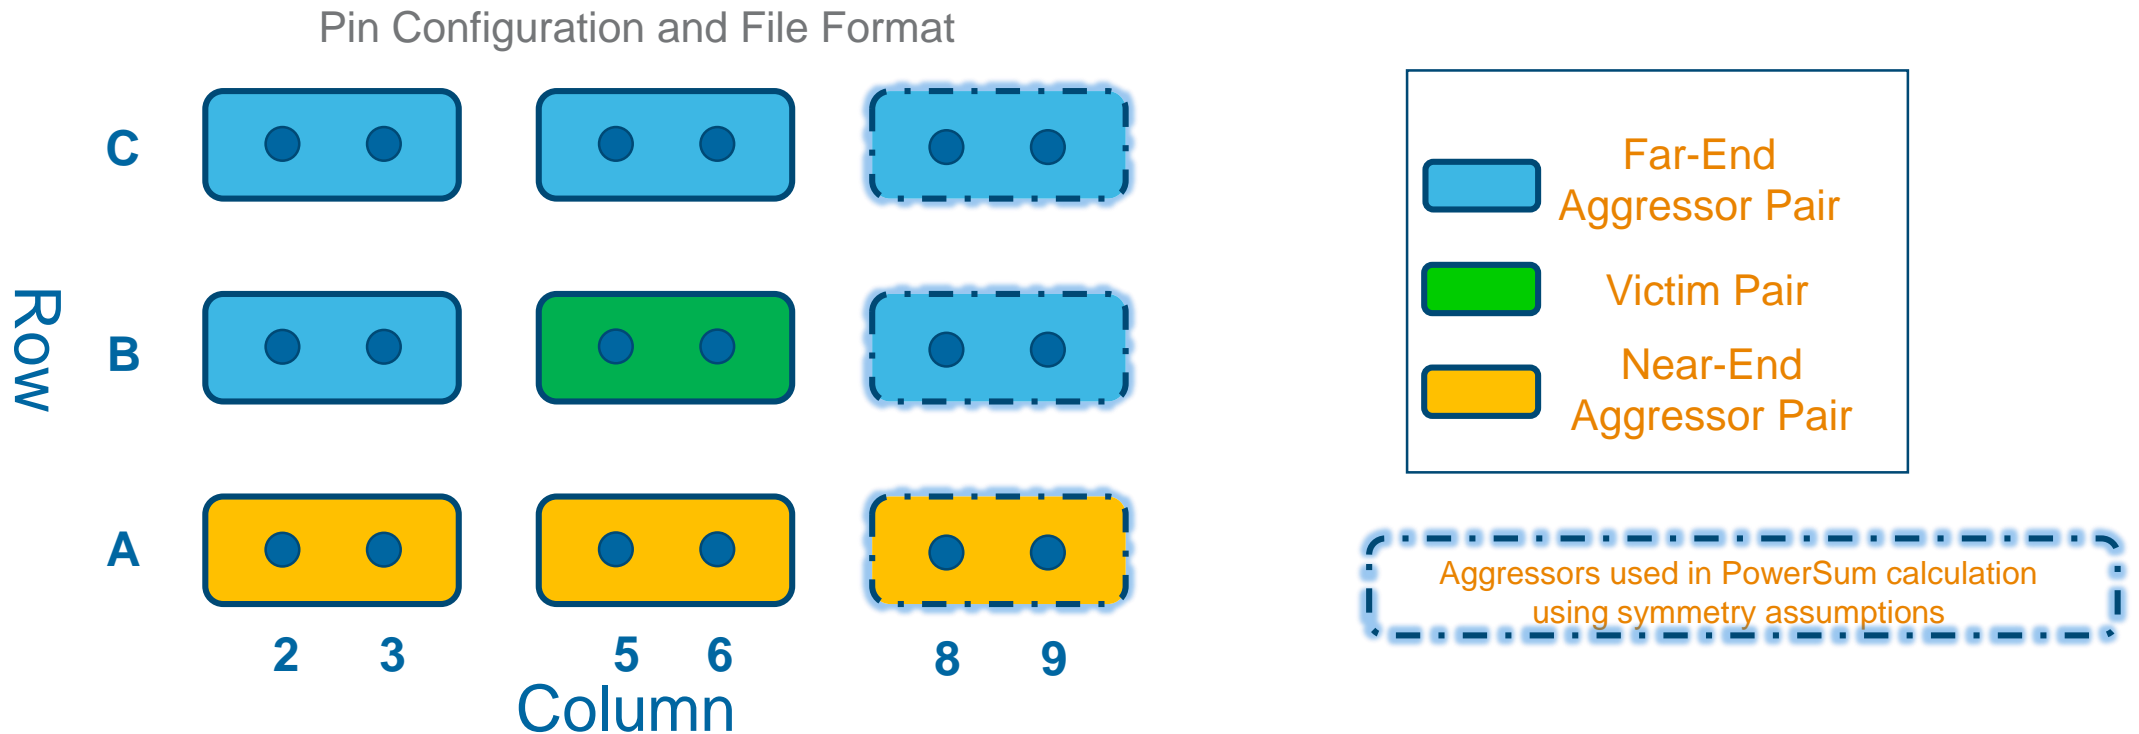 Pin Configuration and File Format
C
Row
B
A
2 3 5 6 8 9
Column
Far-End
Aggressor Pair
Victim Pair
Near-End
Aggressor Pair
Aggressors used in PowerSum calculation
using symmetry assumptions